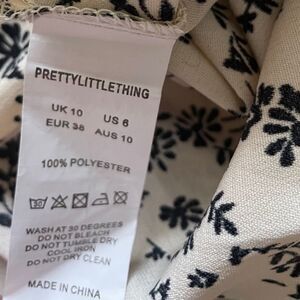 PRETTYLITTLETHING
UK 10 US 6
EUR 38 AUS 10
100% POLYESTER
WASH AT 30 DEGREES
DO NOT BLEACH
DO NOT TUMBLE DRY
COOL IRON
DO NOT DRY CLEAN
MADE IN CHINA